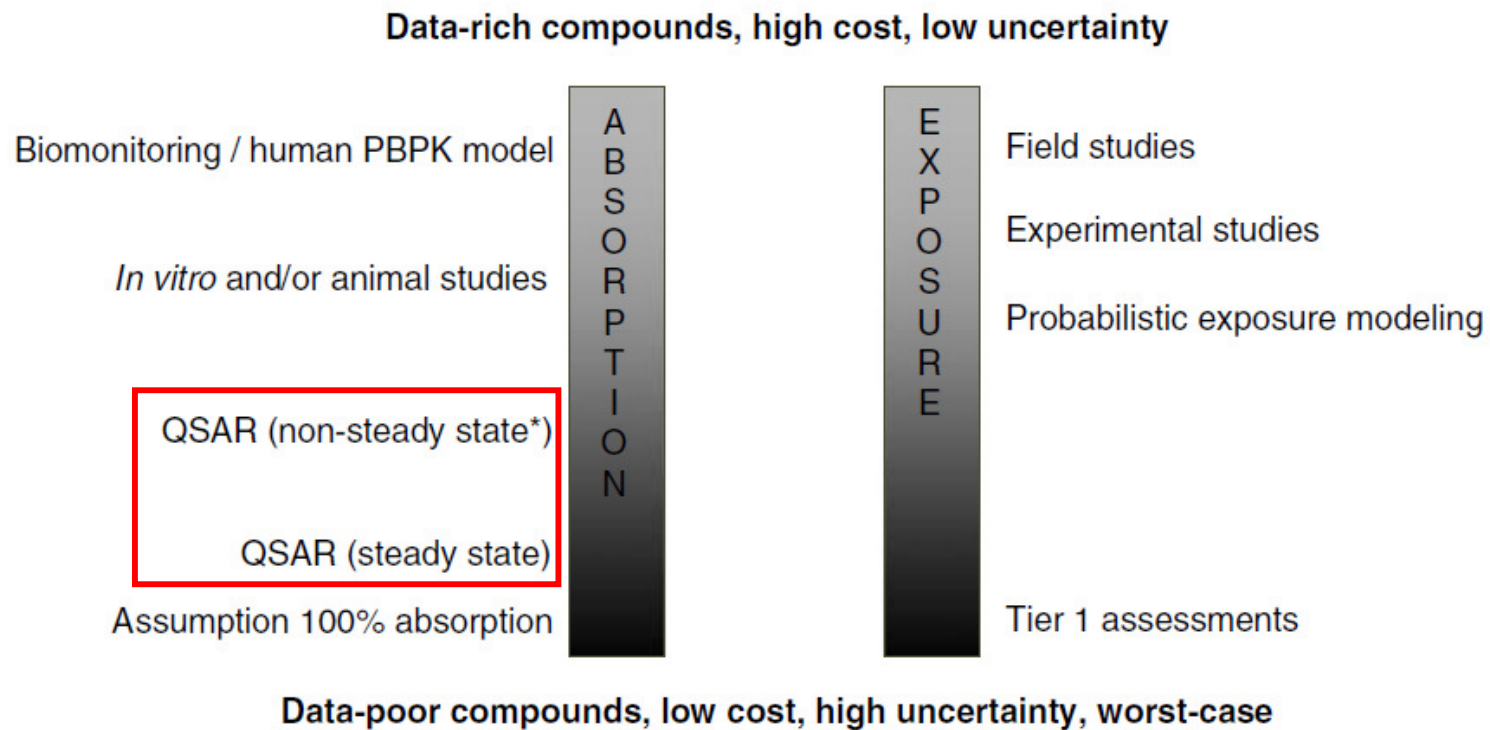 Data-rich compounds, high cost, low uncertainty
Biomonitoring / human PBPK model
In vitro and/or animal studies
QSAR (non-steady state*)
QSAR (steady state)
Assumption 100% absorption
ABSORPTION
EXPOSURE
Field studies
Experimental studies
Probabilistic exposure modeling
Tier 1 assessments
Data-poor compounds, low cost, high uncertainty, worst-case